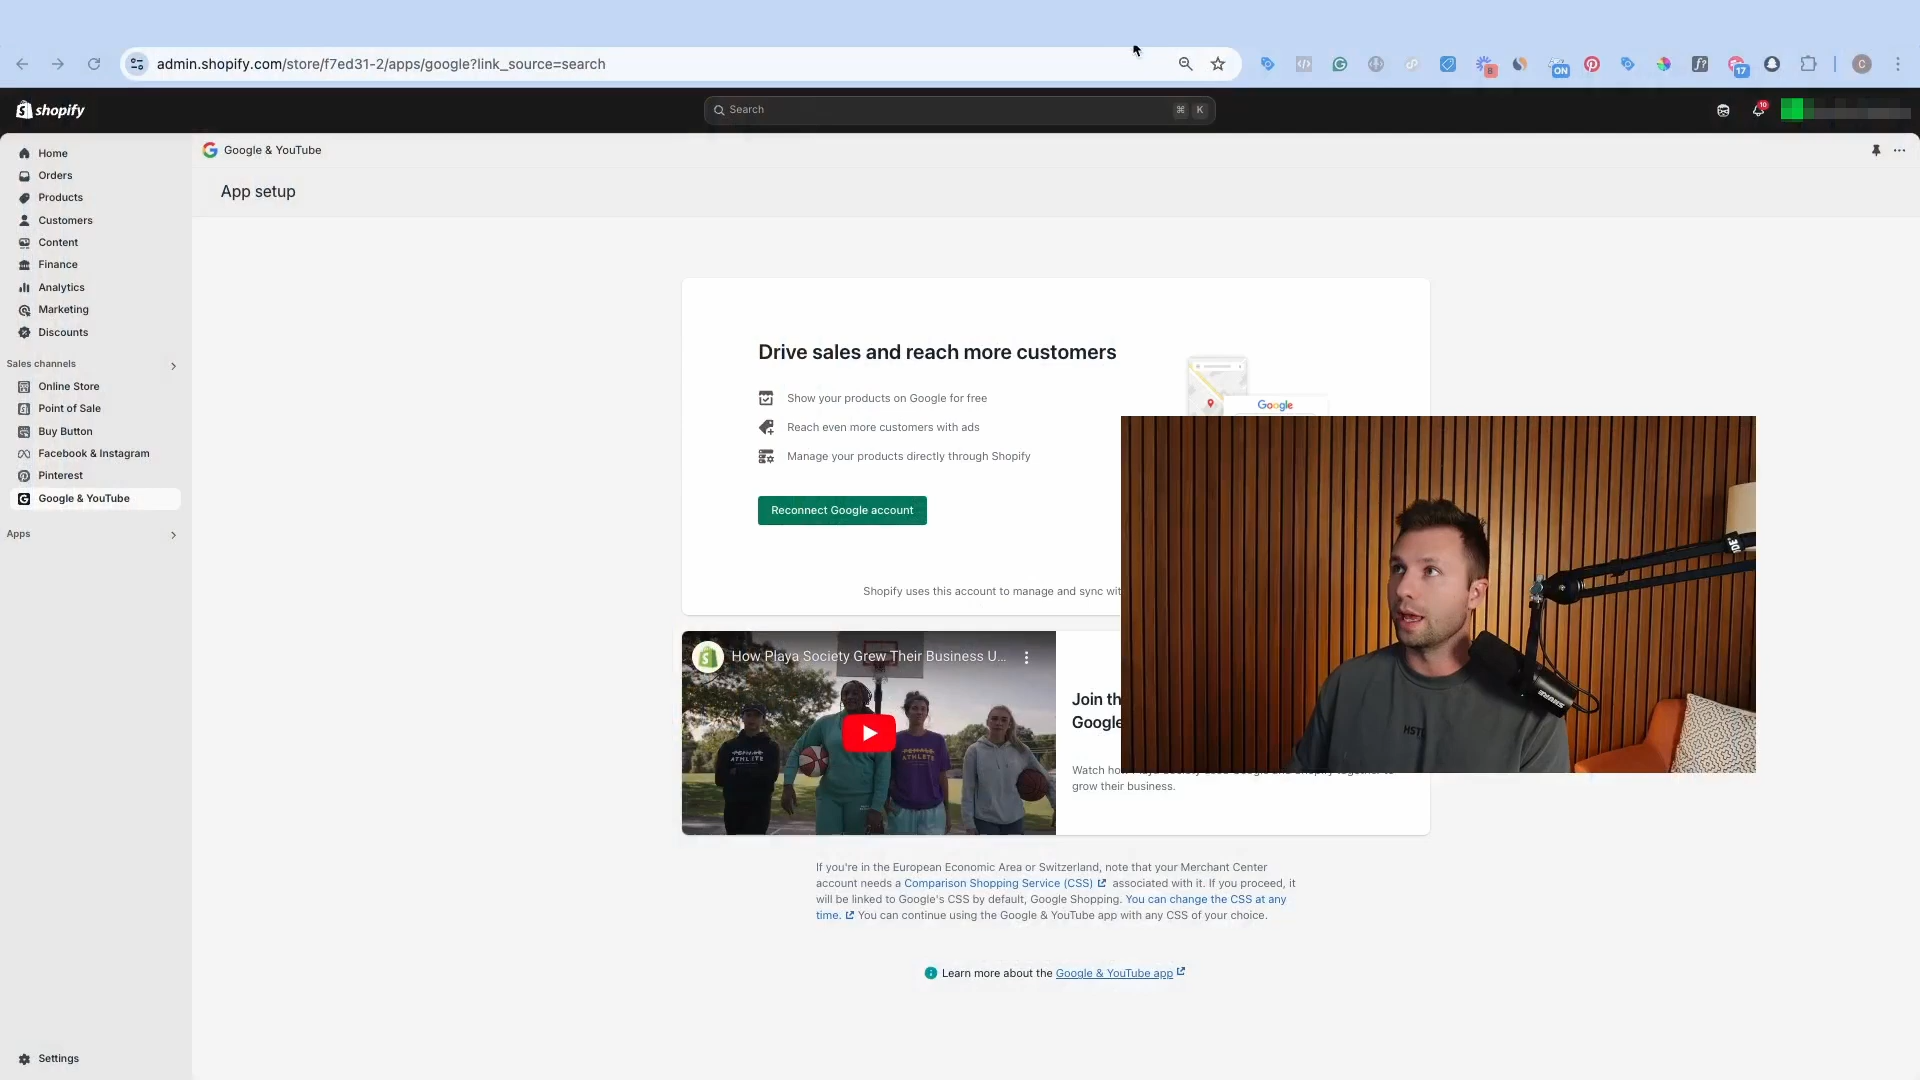 admin.shopify.com/store/f7ed31-2/apps/google?link_source=search
8
ON
f?
17
C
shopify
Search
⌘ K
10
Home
Orders
Products
Customers
Content
Finance
Analytics
Marketing
Discounts
Sales channels
Online Store
Point of Sale
Buy Button
Facebook & Instagram
Pinterest
Google & YouTube
Apps
Settings
Google & YouTube
App setup
Drive sales and reach more customers
Show your products on Google for free
Reach even more customers with ads
Manage your products directly through Shopify
Reconnect Google account
Google
Shopify uses this account to manage and sync wit
How Playa Society Grew Their Business U...
ATHLETE
ATHLETE
Join th
Google
Watch
grow their business.
HST
If you're in the European Economic Area or Switzerland, note that your Merchant Center
account needs a Comparison Shopping Service (CSS) associated with it. If you proceed, it
will be linked to Google's CSS by default, Google Shopping. You can change the CSS at any
time. You can continue using the Google & YouTube app with any CSS of your choice.
Learn more about the Google & YouTube app